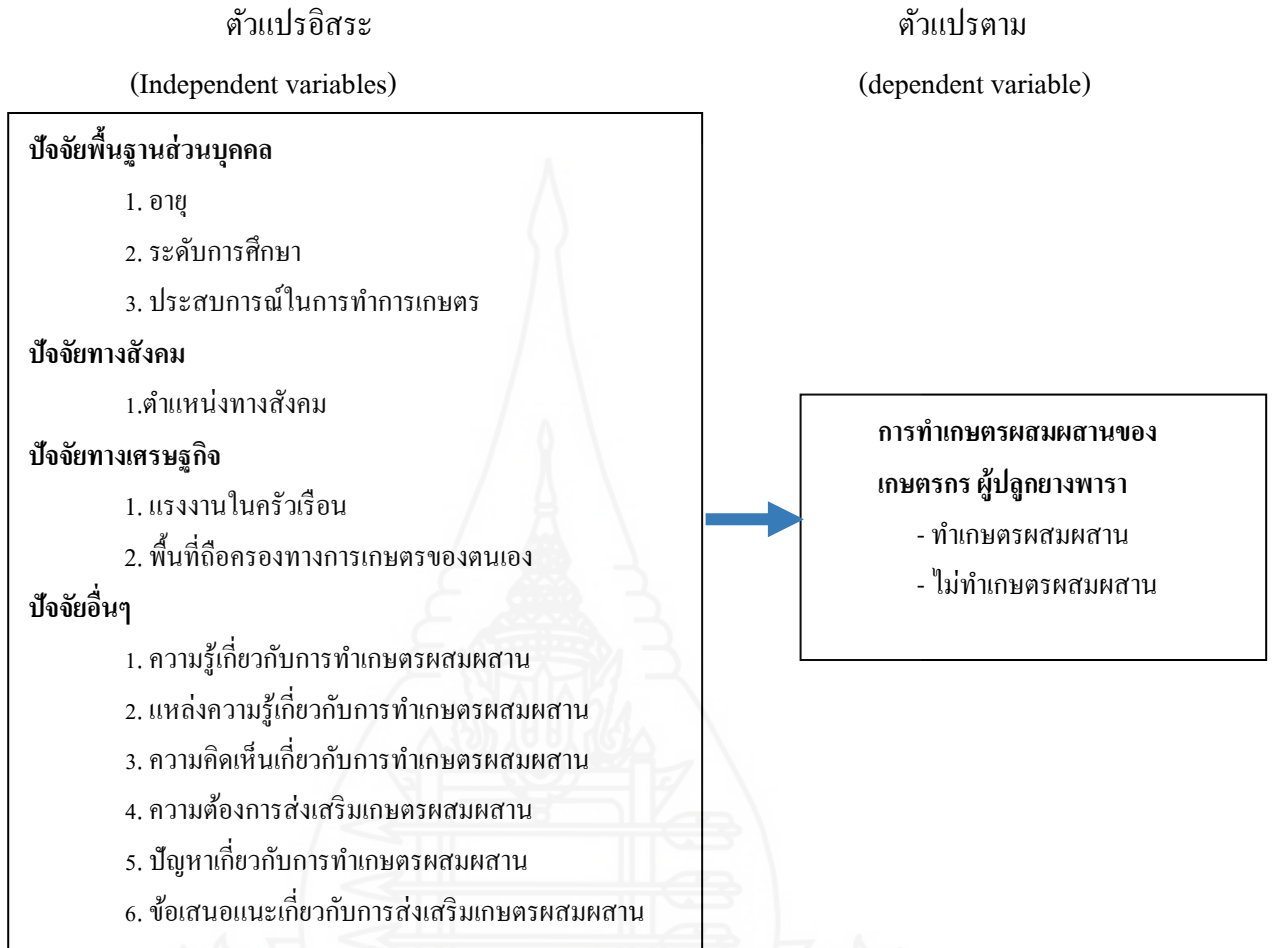 ตัวแปรอิสระ
(Independent variables)
ปัจจัยพื้นฐานส่วนบุคคล
1. อายุ
2. ระดับการศึกษา
3. ประสบการณ์ในการทำการเกษตร
ปัจจัยทางสังคม
1.ตำแหน่งทางสังคม
ปัจจัยทางเศรษฐกิจ
1. แรงงานในครัวเรือน
2. พื้นที่ถือครองทางการเกษตรของตนเอง
ปัจจัยอื่นๆ
1. ความรู้เกี่ยวกับการทำเกษตรผสมผสาน
2. แหล่งความรู้เกี่ยวกับการทำเกษตรผสมผสาน
3. ความคิดเห็นเกี่ยวกับการทำเกษตรผสมผสาน
4. ความต้องการส่งเสริมเกษตรผสมผสาน
5. ปัญหาเกี่ยวกับการทำเกษตรผสมผสาน
6. ข้อเสนอแนะเกี่ยวกับการส่งเสริมเกษตรผสมผสาน
ตัวแปรตาม
(dependent variable)
การทำเกษตรผสมผสานของ
เกษตรกร ผู้ปลูกยางพารา
- ทำเกษตรผสมผสาน
- ไม่ทำเกษตรผสมผสาน